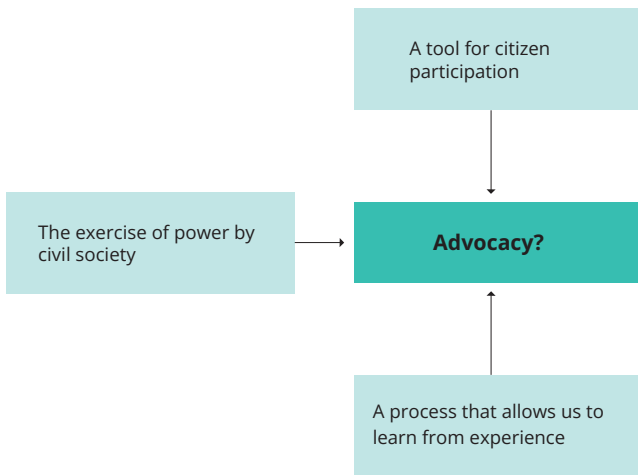 A tool for citizen
participation
The exercise of power by
civil society
Advocacy?
A process that allows us to
learn from experience